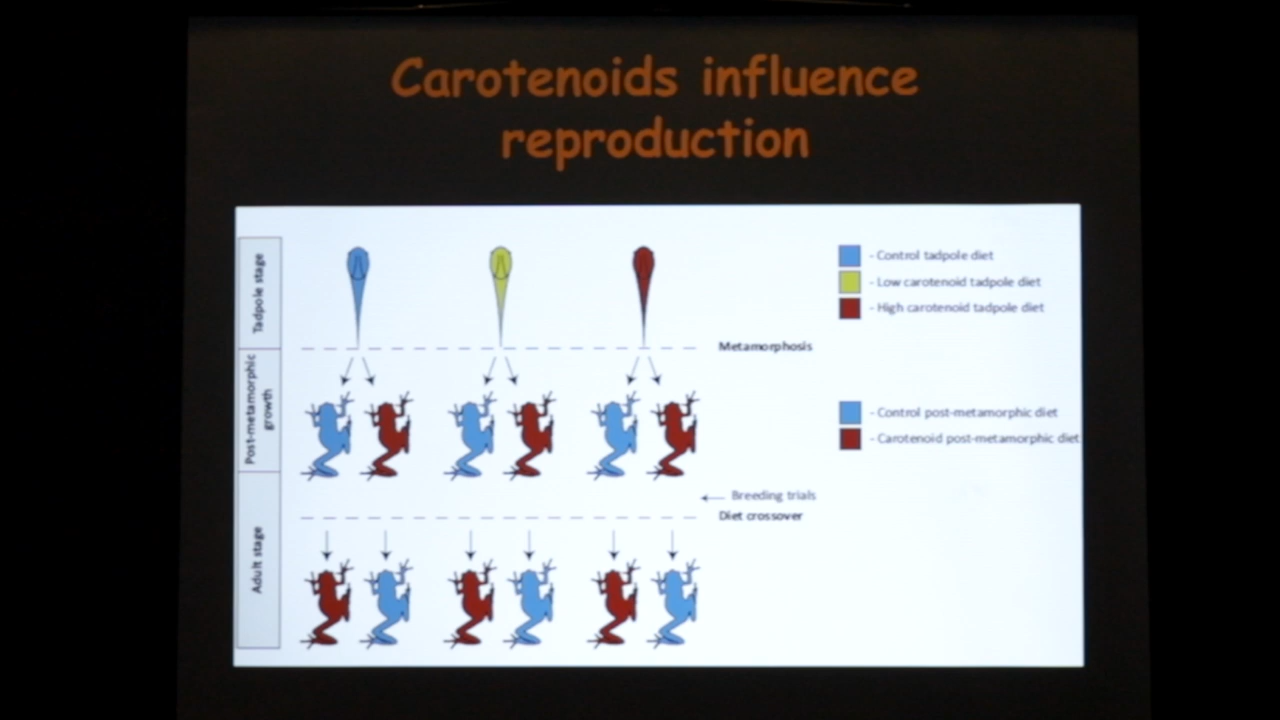 Carotenoids influence
reproduction
Tadpole stage
- Control tadpole diet
- Low carotenoid tadpole diet
- High carotenoid tadpole diet
Metamorphosis
Post-metamorphic
growth
- Control post-metamorphic diet
- Carotenoid post-metamorphic diet
Breeding trials
Diet crossover
Adult stage